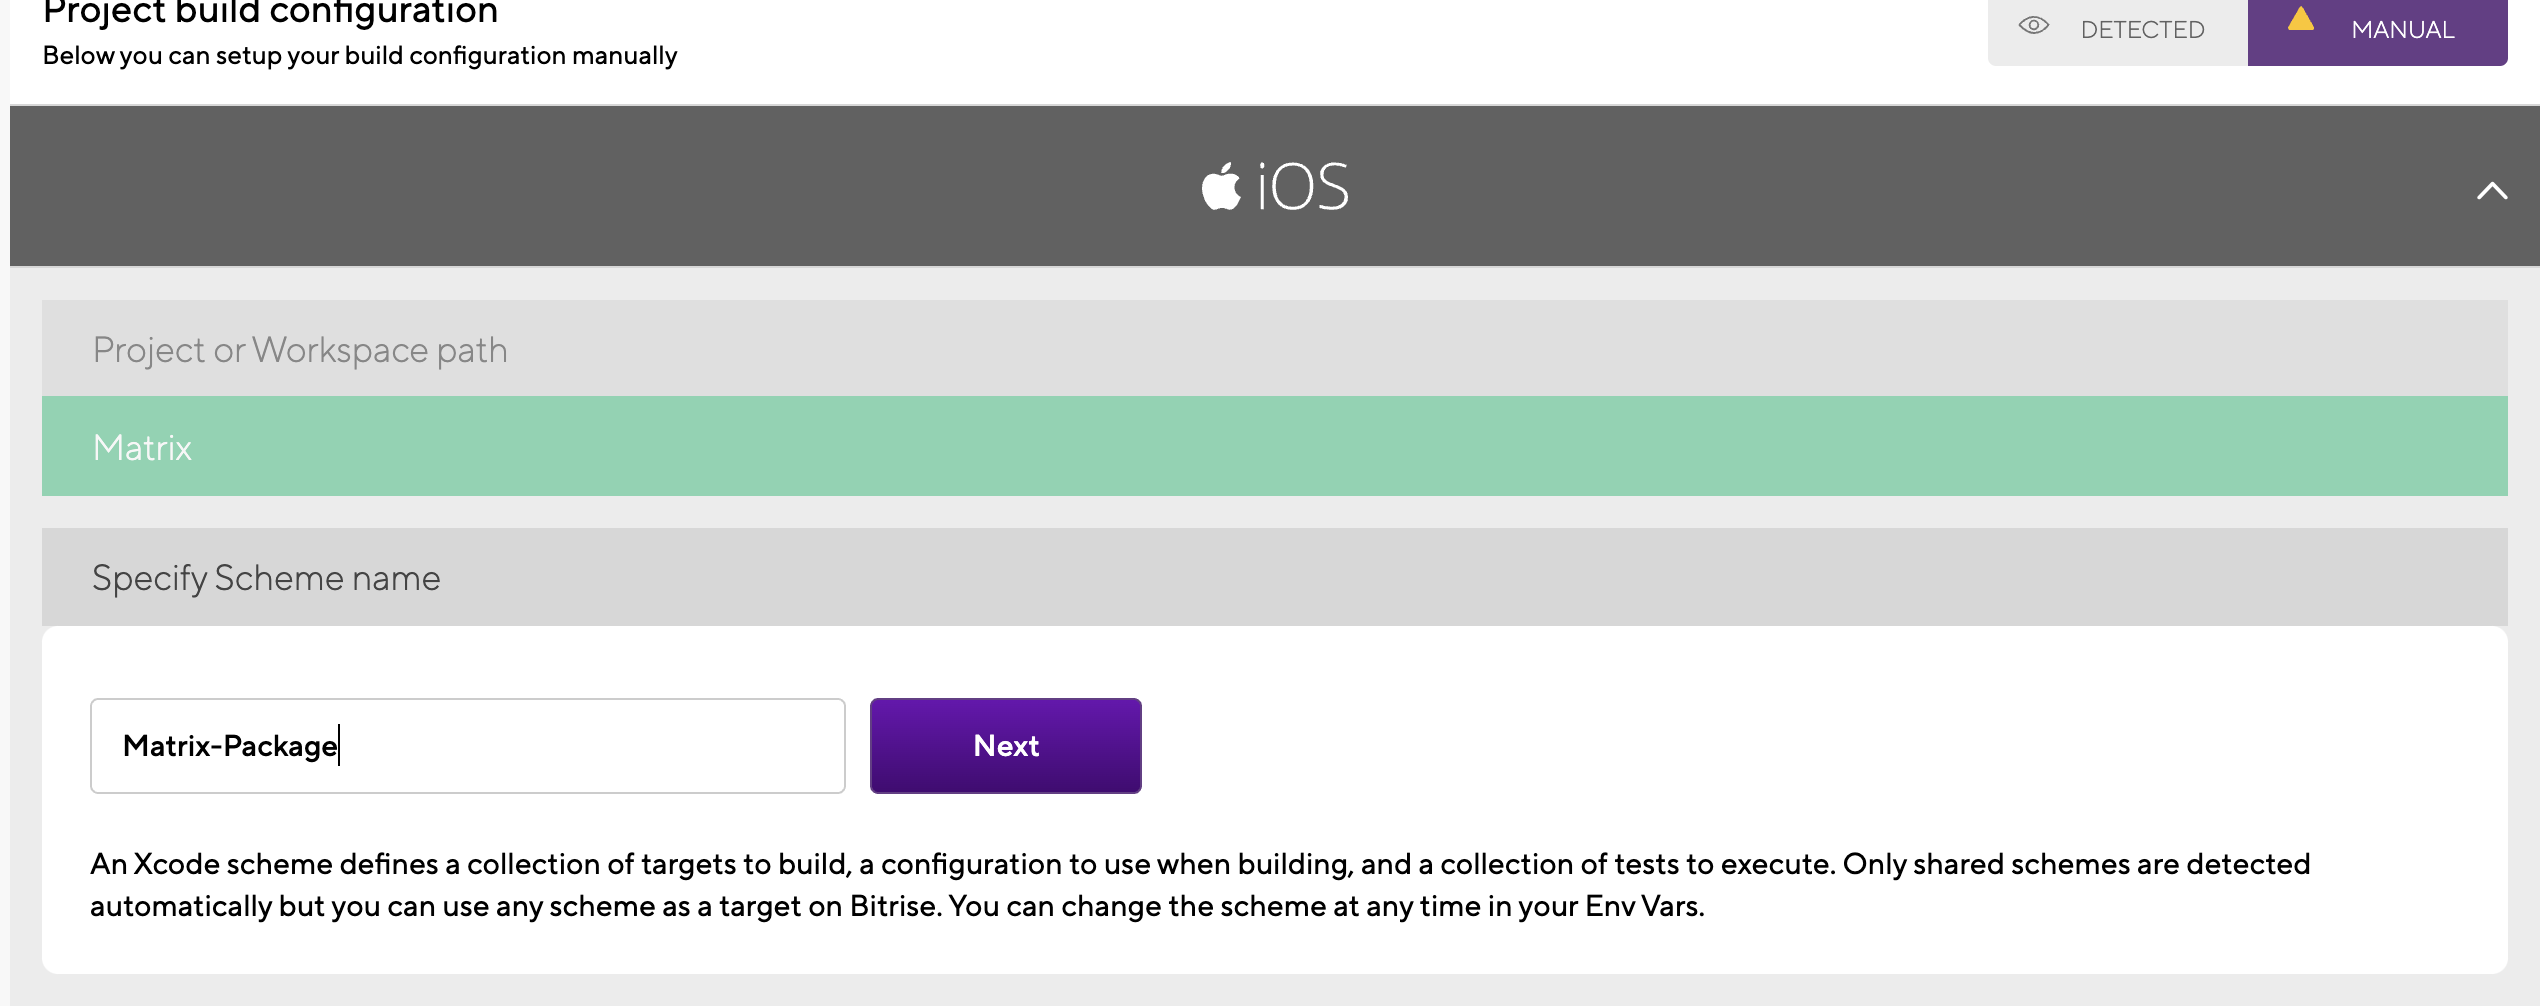 Project build configuration
Below you can setup your build configuration manually
DETECTED
MANUAL
iOS
Project or Workspace path
Matrix
Specify Scheme name
Matrix-Package
Next
An Xcode scheme defines a collection of targets to build, a configuration to use when building, and a collection of tests to execute. Only shared schemes are detected
automatically but you can use any scheme as a target on Bitrise. You can change the scheme at any time in your Env Vars.